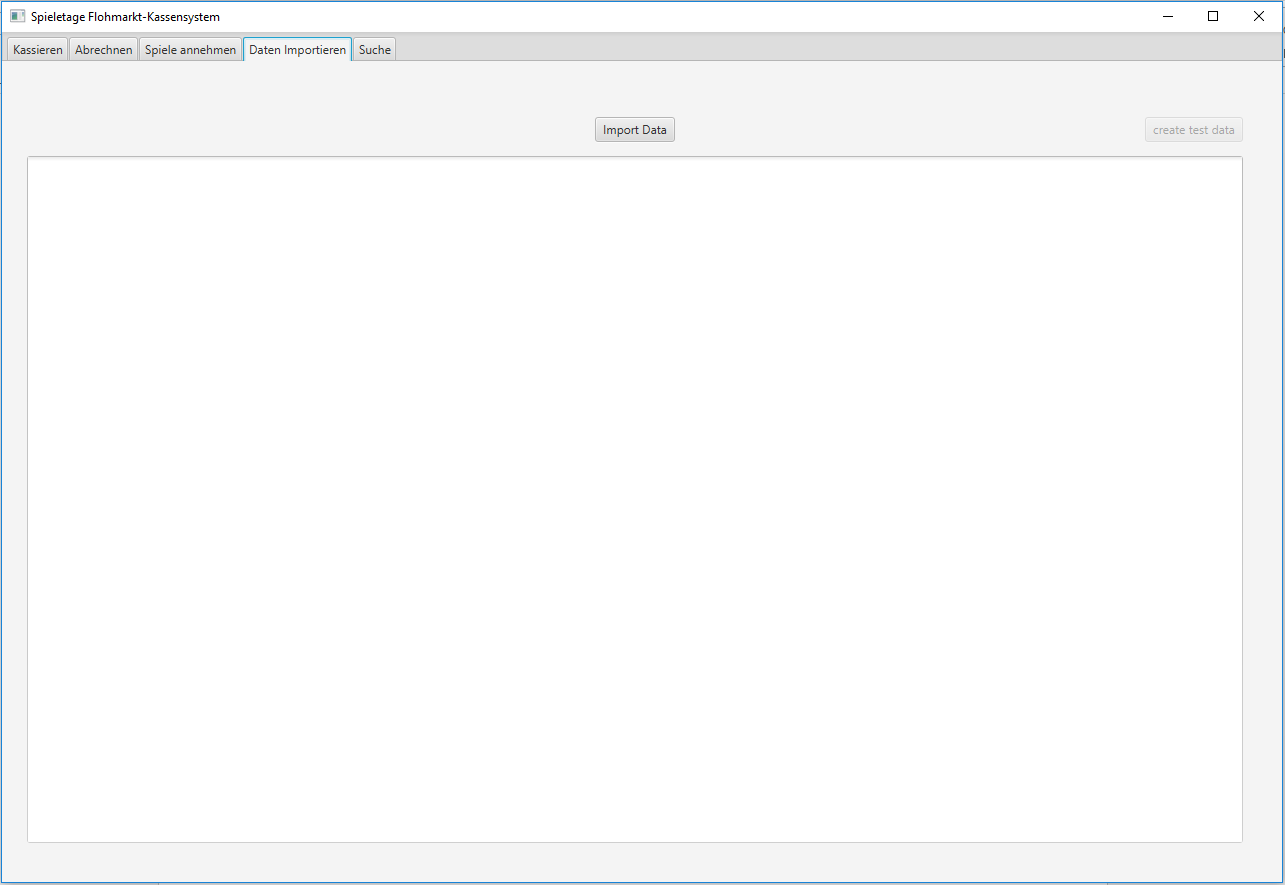 Spieletage Flohmarkt-Kassensystem
Kassieren Abrechnen Spiele annehmen Daten Importieren Suche
Import Data create test data